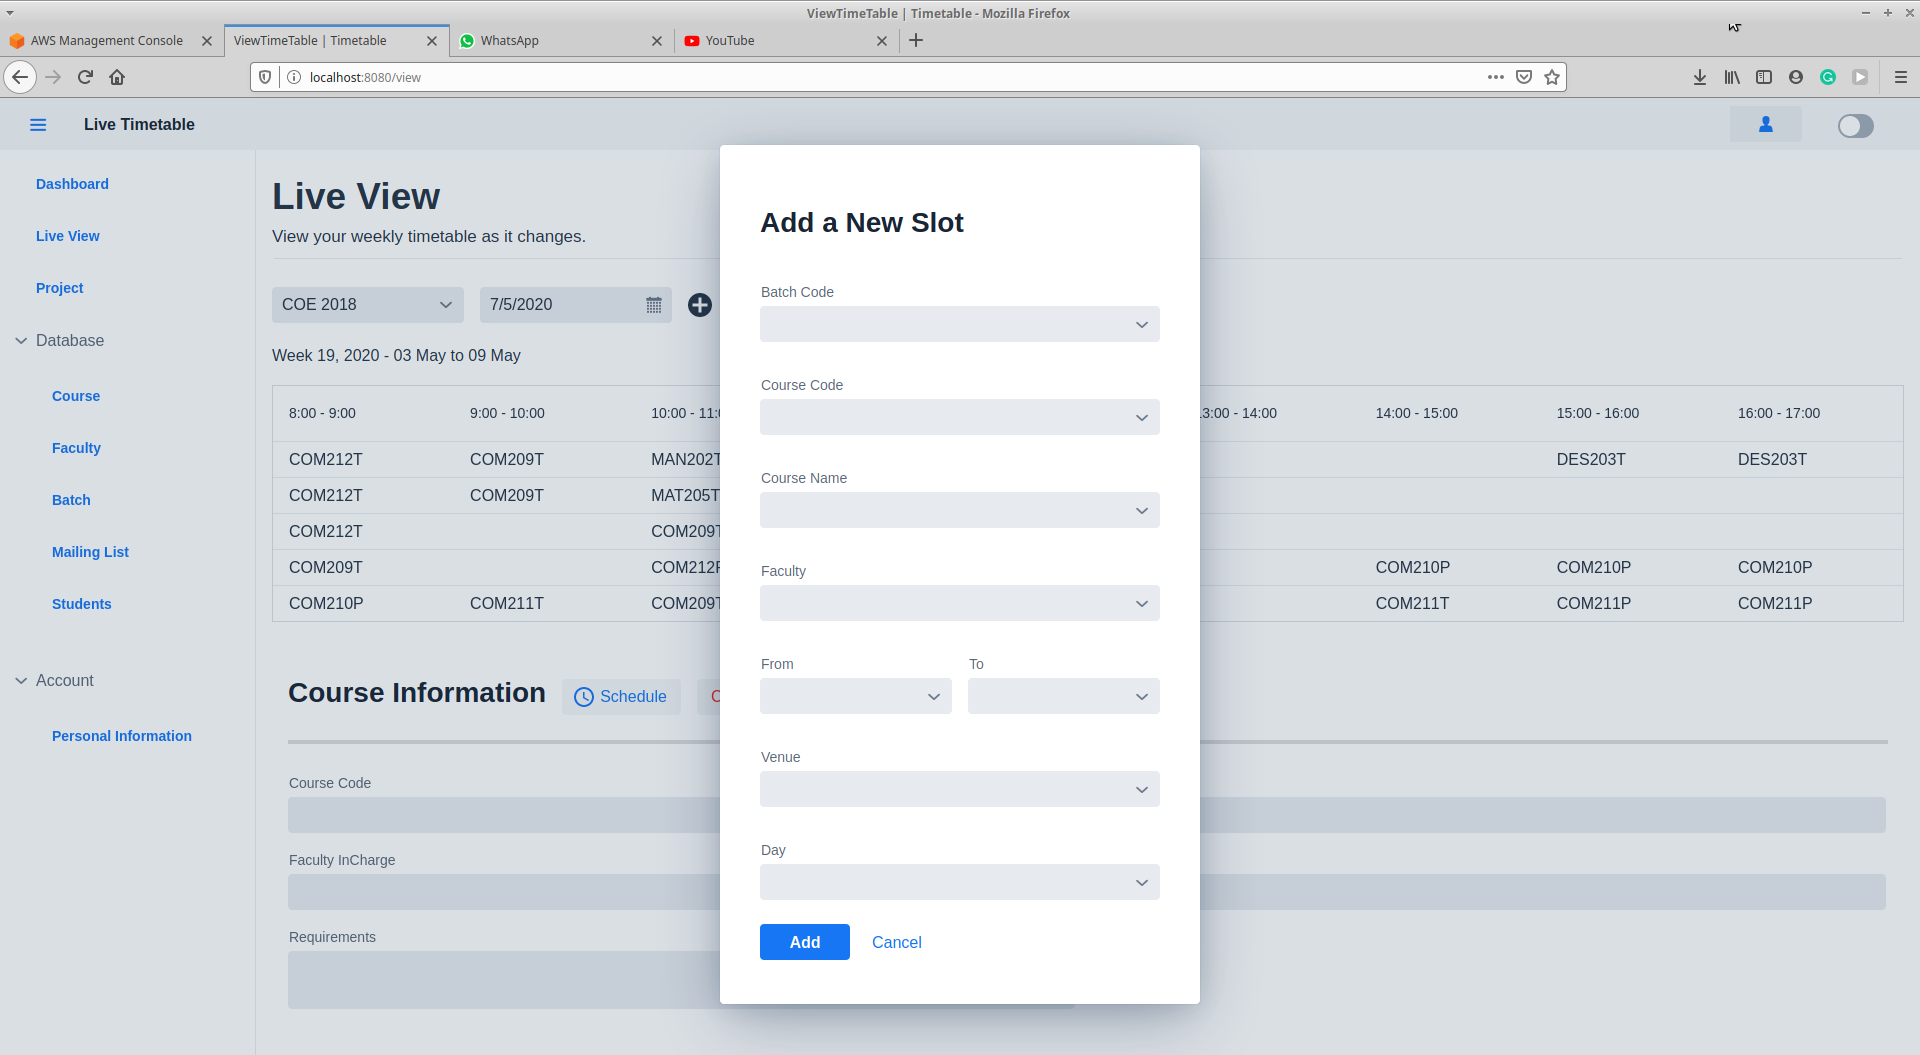 ViewTimeTable | Timetable - Mozilla Firefox
AWS Management Console
ViewTimeTable | Timetable
WhatsApp
YouTube
localhost:8080/view
Live Timetable
Dashboard
Live View
Project
Database
Course
Faculty
Batch
Mailing List
Students
Account
Personal Information
Live View
View your weekly timetable as it changes.
COE 2018
7/5/2020
Week 19, 2020 - 03 May to 09 May
8:00 - 9:00 9:00 - 10:00 10:00 - 11:0 3:00 - 14:00 14:00 - 15:00 15:00 - 16:00 16:00 - 17:00
COM212T COM209T MAN202T DES203T DES203T
COM212T COM209T MAT205T
COM212T COM209T
COM209T COM212P COM210P COM210P COM210P
COM210P COM211T COM209T COM211T COM211P COM211P
Course Information
Schedule
C
Course Code
Faculty InCharge
Requirements
Add a New Slot
Batch Code
Course Code
Course Name
Faculty
From To
Venue
Day
Add Cancel